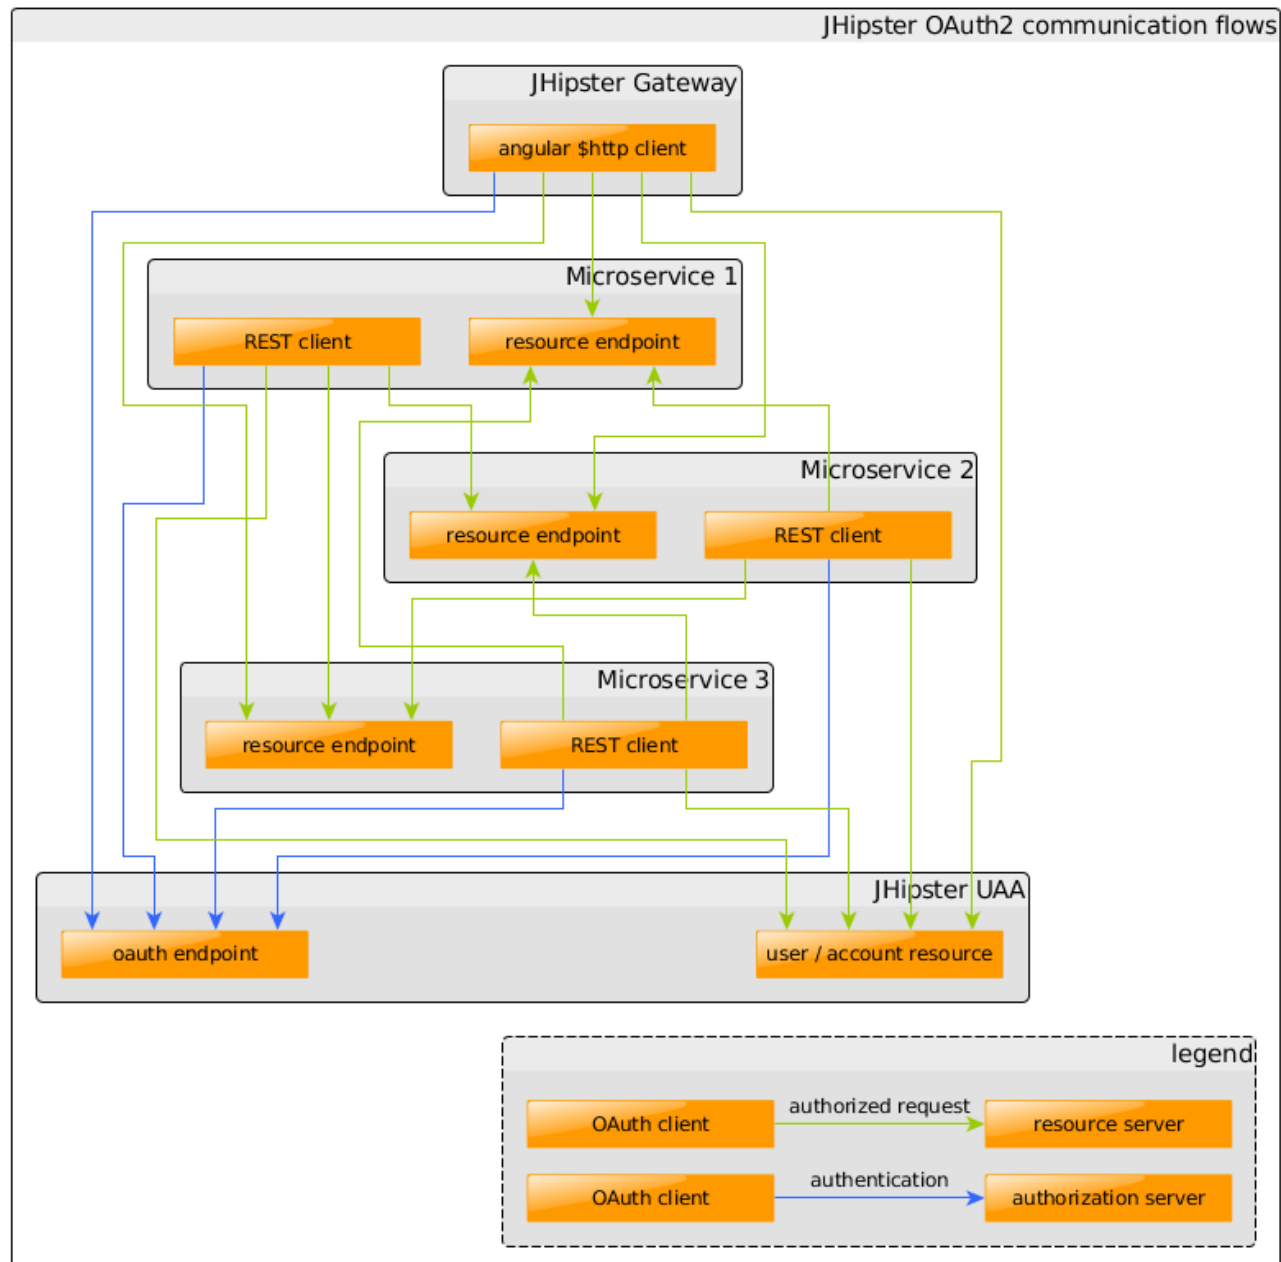 JHipster OAuth2 communication flows
JHipster Gateway
angular $http client
Microservice 1
REST client
resource endpoint
Microservice 2
resource endpoint
REST client
Microservice 3
resource endpoint
REST client
JHipster UAA
oauth endpoint
user / account resource
legend
OAuth client
authorized request
resource server
OAuth client
authentication
authorization server